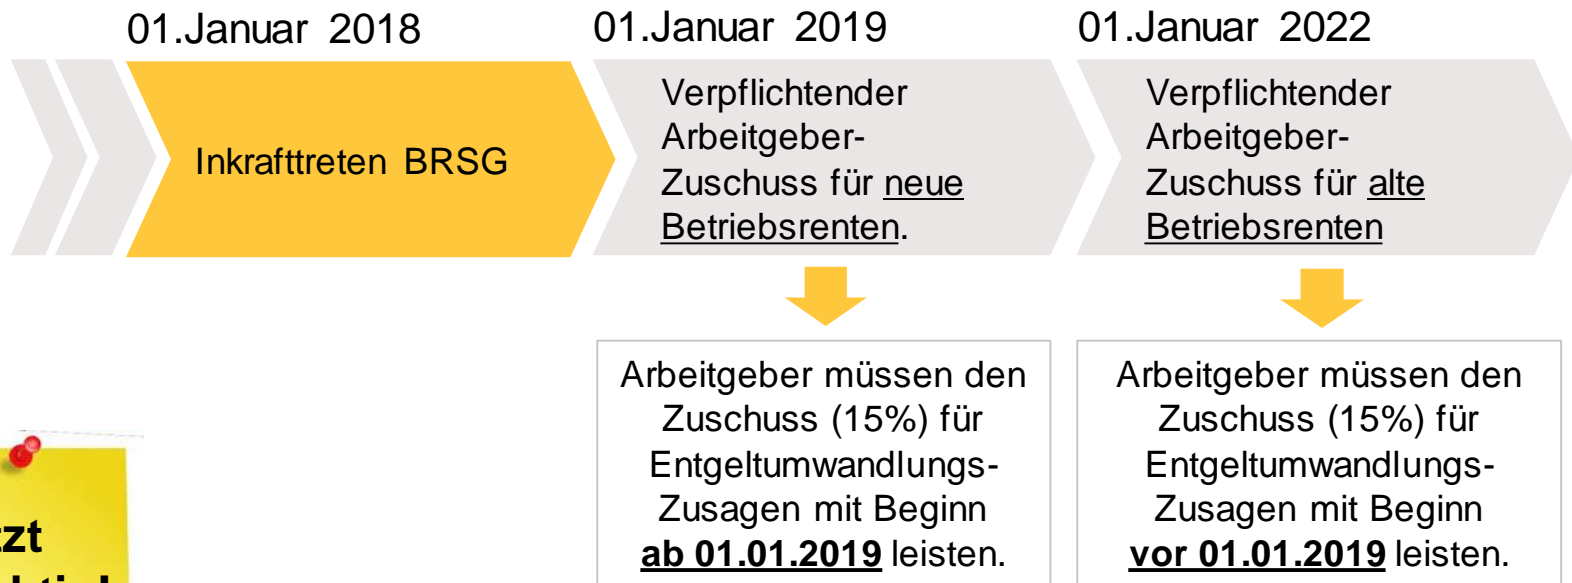 01.Januar 2018
01.Januar 2019
01.Januar 2022
Inkrafttreten BRSG
Verpflichtender
Arbeitgeber-
Zuschuss für neue
Betriebsrenten.
Verpflichtender
Arbeitgeber-
Zuschuss für alte
Betriebsrenten
Arbeitgeber müssen den
Zuschuss (15%) für
Entgeltumwandlungs-
Zusagen mit Beginn
ab 01.01.2019 leisten.
Arbeitgeber müssen den
Zuschuss (15%) für
Entgeltumwandlungs-
Zusagen mit Beginn
vor 01.01.2019 leisten.